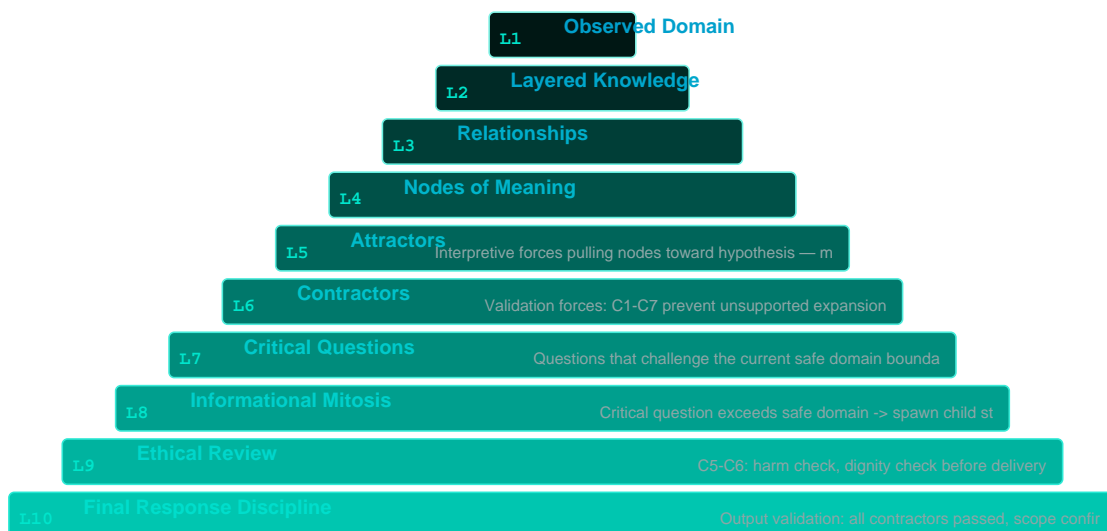 L1 Observed Domain
L2 Layered Knowledge
L3 Relationships
L4 Nodes of Meaning
L5 Attractors Interpretive forces pulling nodes toward hypothesis — m
L6 Contractors Validation forces: C1-C7 prevent unsupported expansion
L7 Critical Questions Questions that challenge the current safe domain bounda
L8 Informational Mitosis Critical question exceeds safe domain -> spawn child st
L9 Ethical Review C5-C6: harm check, dignity check before delivery
L10 Final Response Discipline Output validation: all contractors passed, scope confir